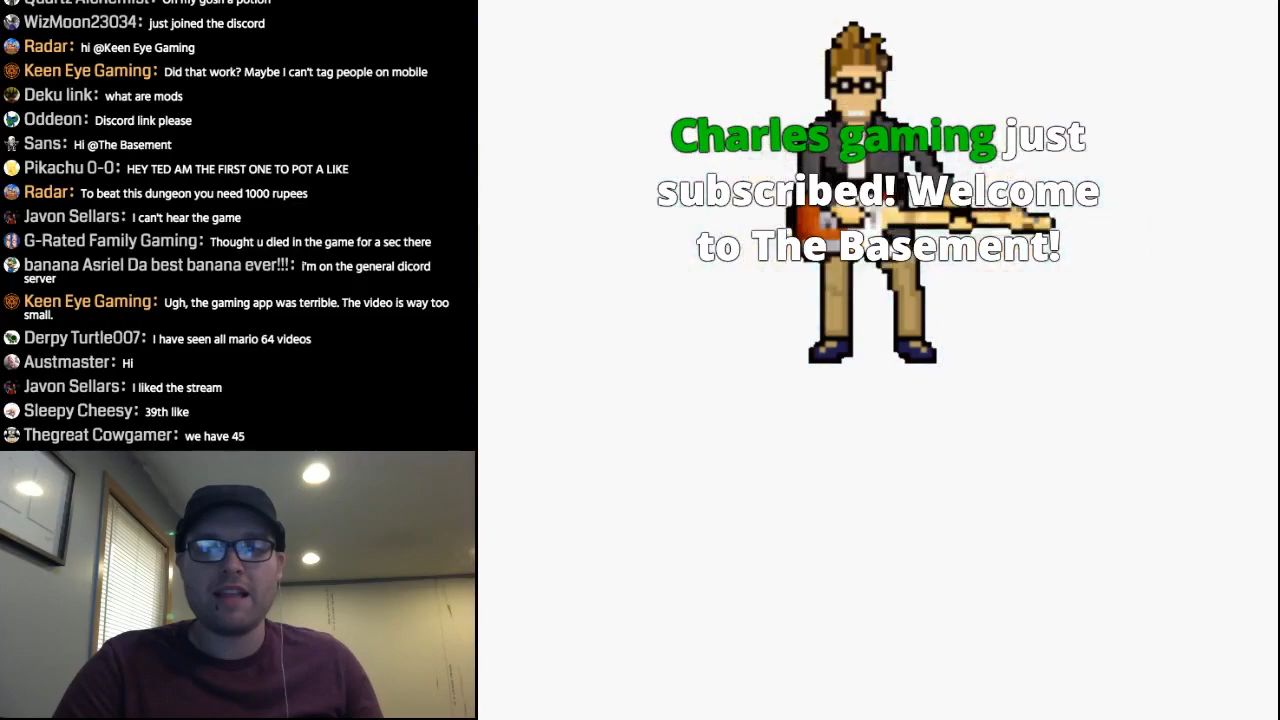 Quartz Alchemist: Oh my gosh a potion
WizMoon23034: just joined the discord
Radar: hi @Keen Eye Gaming
Keen Eye Gaming: Did that work? Maybe I can't tag people on mobile
Deku link: what are mods
Oddeon: Discord link please
Sans: Hi @The Basement
Pikachu 0-0: HEY TED AM THE FIRST ONE TO POT A LIKE
Radar: To beat this dungeon you need 1000 rupees
Javon Sellars: I can't hear the game
G-Rated Family Gaming: Thought u died in the game for a sec there
banana Asriel Da best banana ever!!!: i'm on the general dicord
server
Keen Eye Gaming: Ugh, the gaming app was terrible. The video is way too
small.
Derpy Turtle007: I have seen all mario 64 videos
Austmaster: Hi
Javon Sellars: I liked the stream
Sleepy Cheesy: 39th like
Thegreat Cowgamer: we have 45
Charles gaming just
subscribed! Welcome
to The Basement!